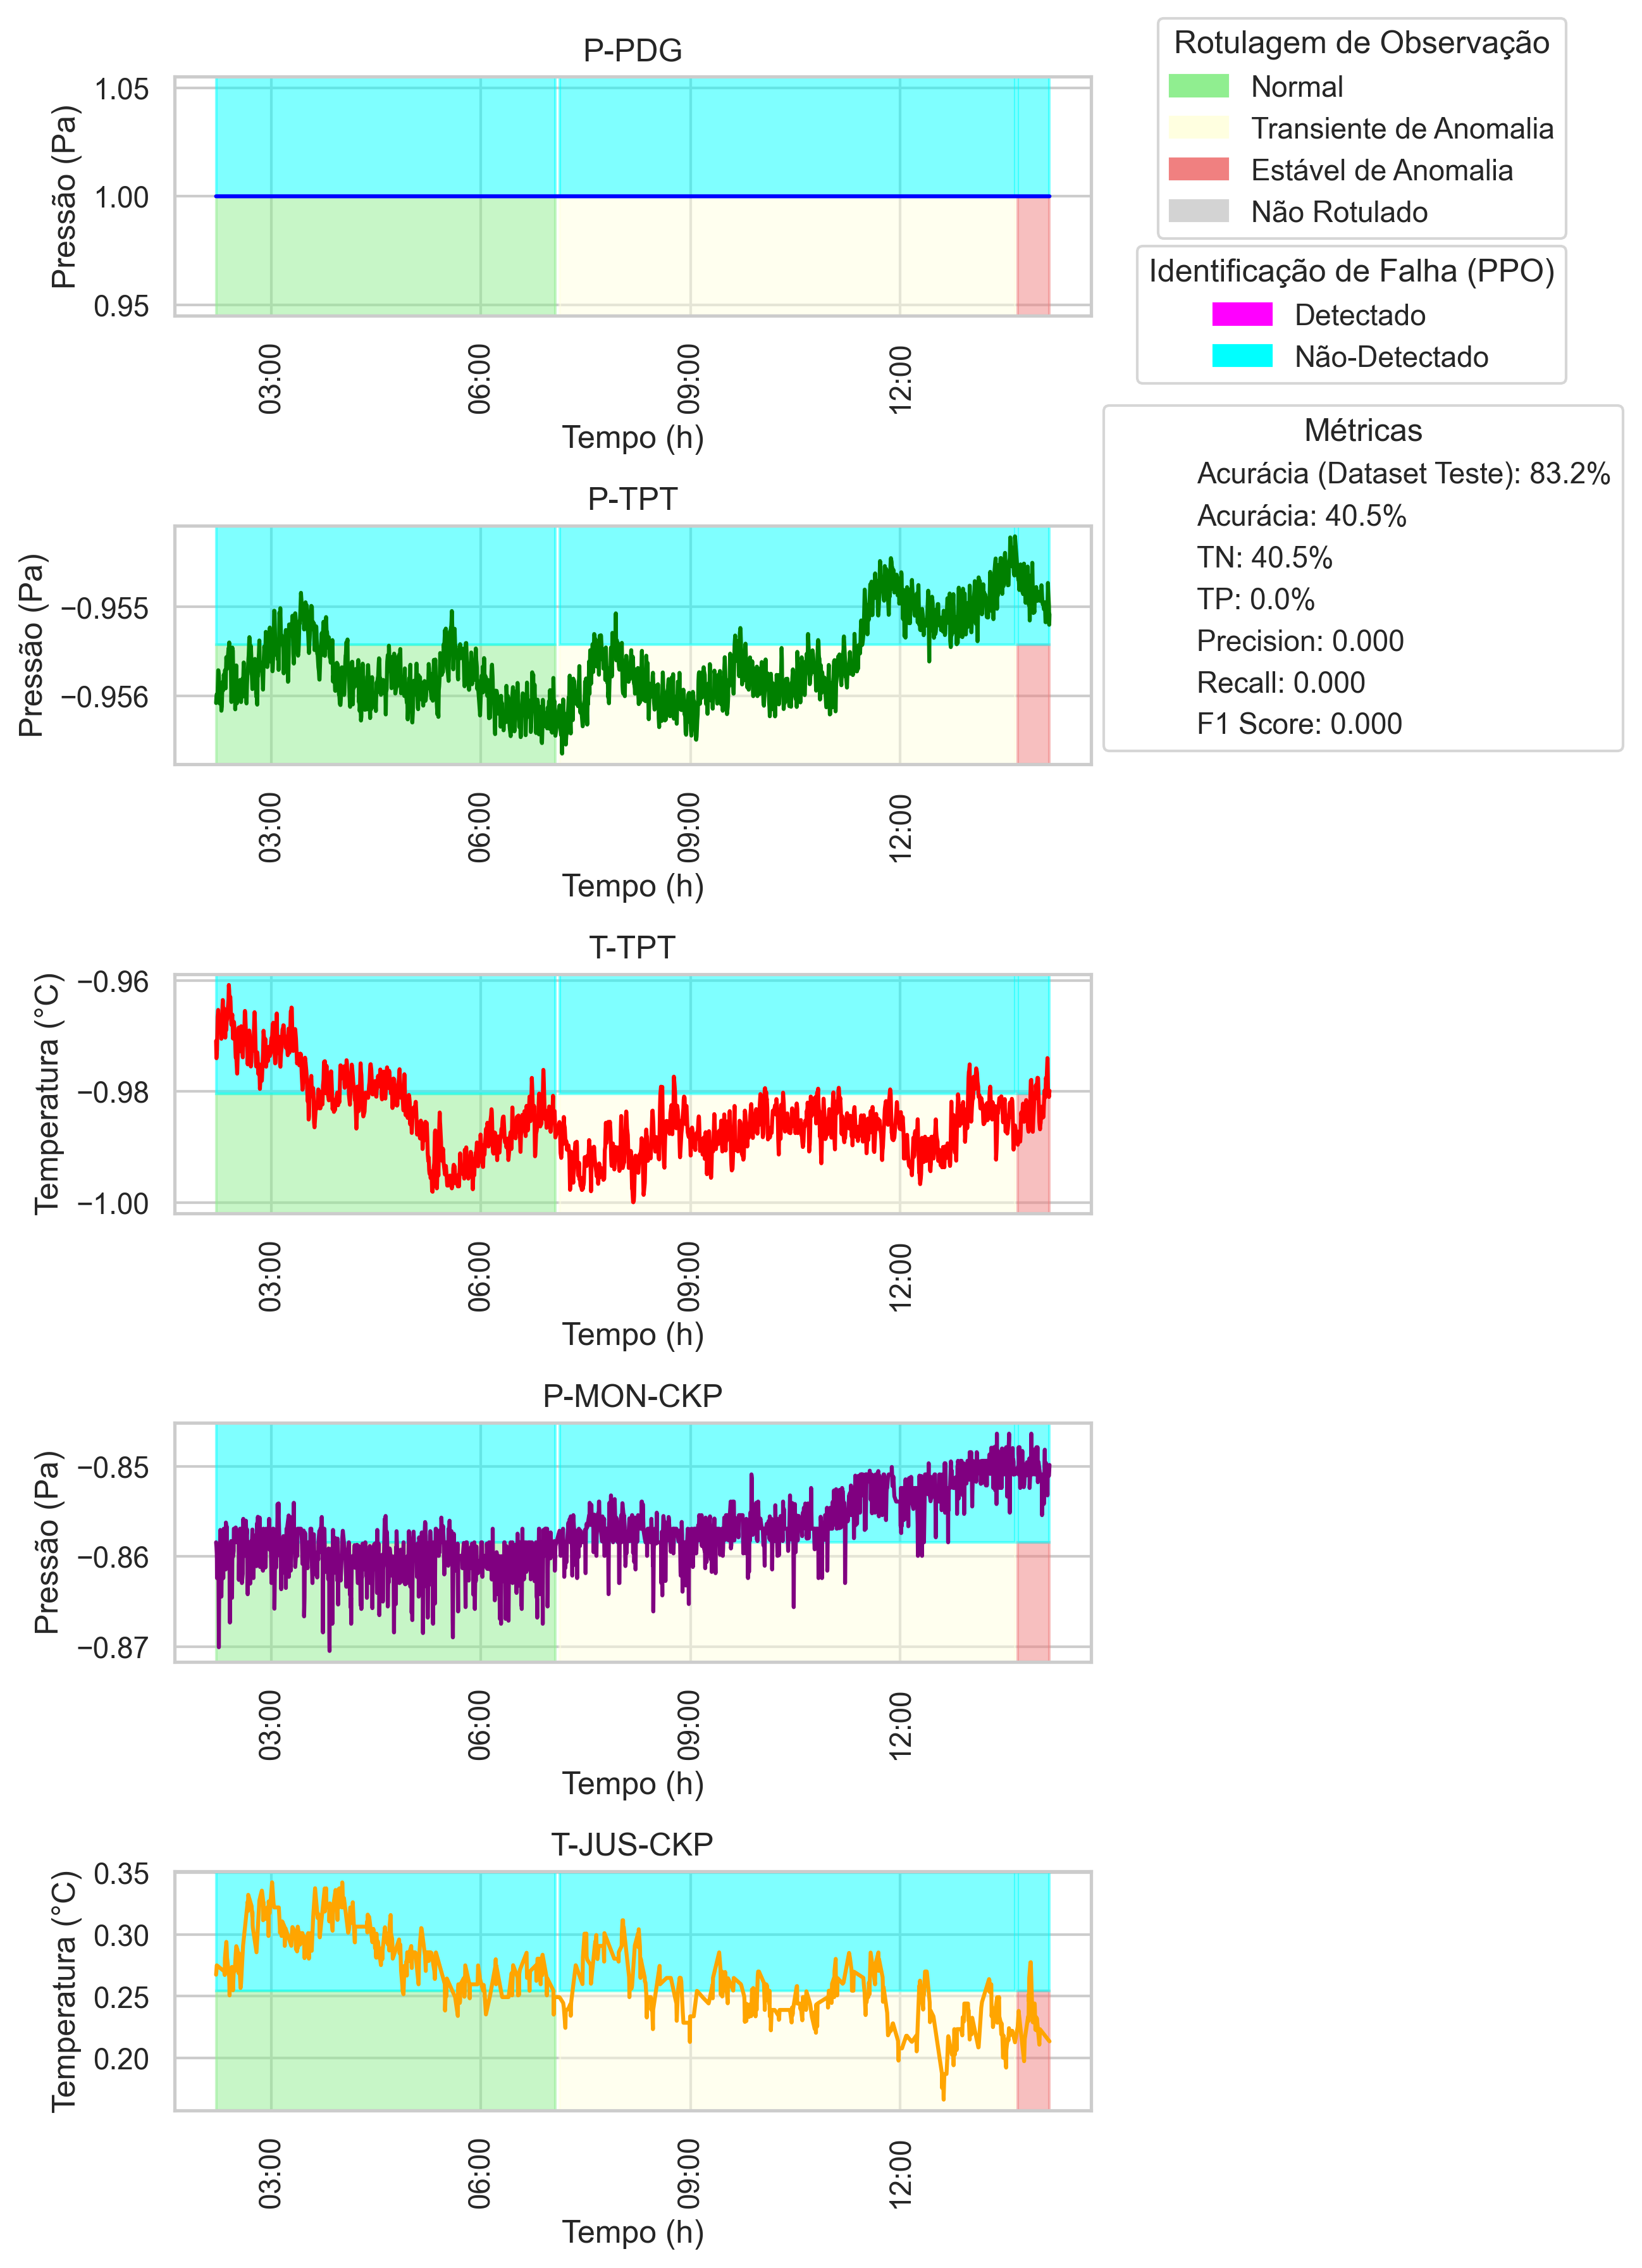 P-PDG
Pressão (Pa)
1.05
1.00
0.95
03:00
06:00
09:00
12:00
Tempo (h)
Rotulagem de Observação
Normal
Transiente de Anomalia
Estável de Anomalia
Não Rotulado
Identificação de Falha (PPO)
Detectado
Não-Detectado
Métricas
Acurácia (Dataset Teste): 83.2%
Acurácia: 40.5%
TN: 40.5%
TP: 0.0%
Precision: 0.000
Recall: 0.000
F1 Score: 0.000
P-TPT
Pressão (Pa)
−0.955
−0.956
03:00
06:00
09:00
12:00
Tempo (h)
T-TPT
Temperatura (°C)
−0.96
−0.98
−1.00
03:00
06:00
09:00
12:00
Tempo (h)
P-MON-CKP
Pressão (Pa)
−0.85
−0.86
−0.87
03:00
06:00
09:00
12:00
Tempo (h)
T-JUS-CKP
Temperatura (°C)
0.35
0.30
0.25
0.20
03:00
06:00
09:00
12:00
Tempo (h)